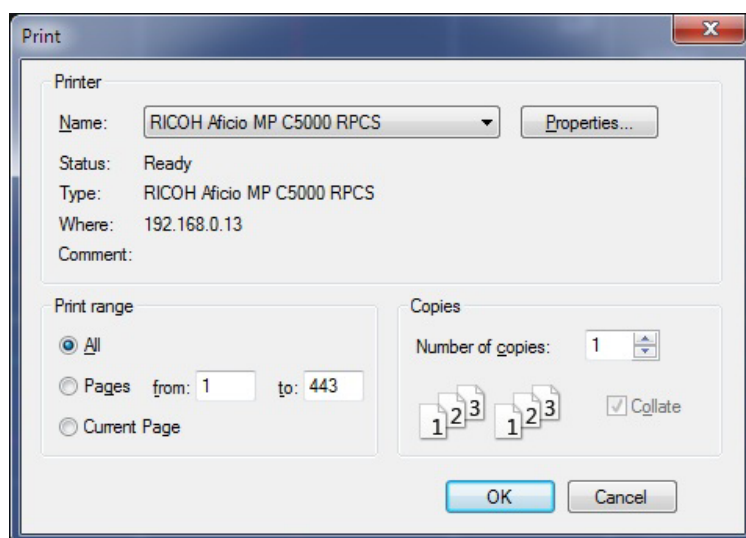 Print
Printer
Name: RICOH Aficio MP C5000 RPCS Properties...
Status: Ready
Type: RICOH Aficio MP C5000 RPCS
Where: 192.168.0.13
Comment:
Print range
All
Pages from: 1 to: 443
Current Page
Copies
Number of copies: 1
1 2 3 1 2 3 Collate
OK Cancel